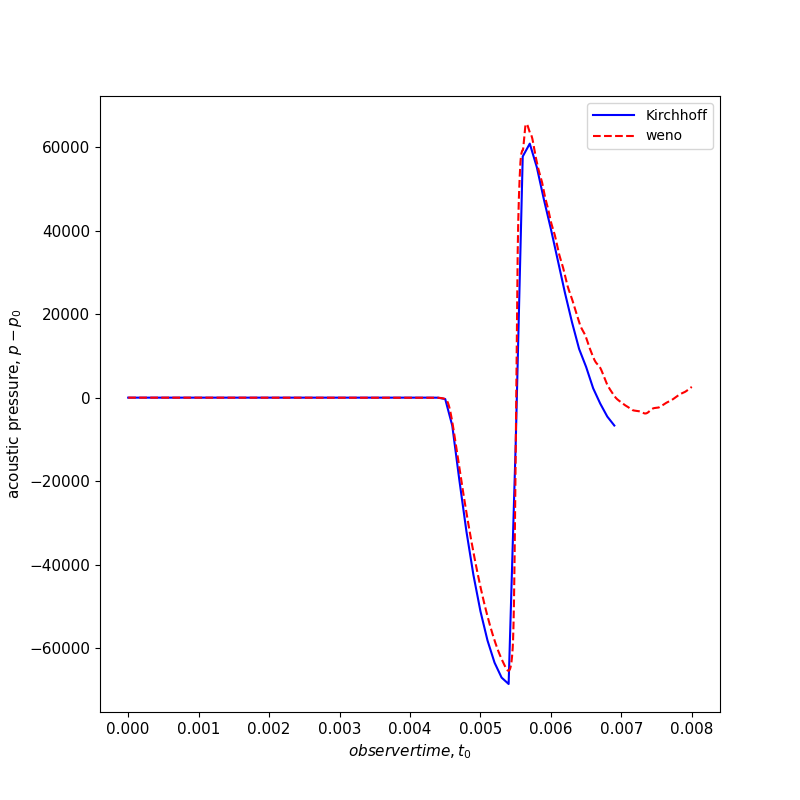 Kirchhoff
weno
60000
40000
20000
0
−20000
−40000
−60000
acoustic pressure, p − p₀
0.000 0.001 0.002 0.003 0.004 0.005 0.006 0.007 0.008
observertime, t₀